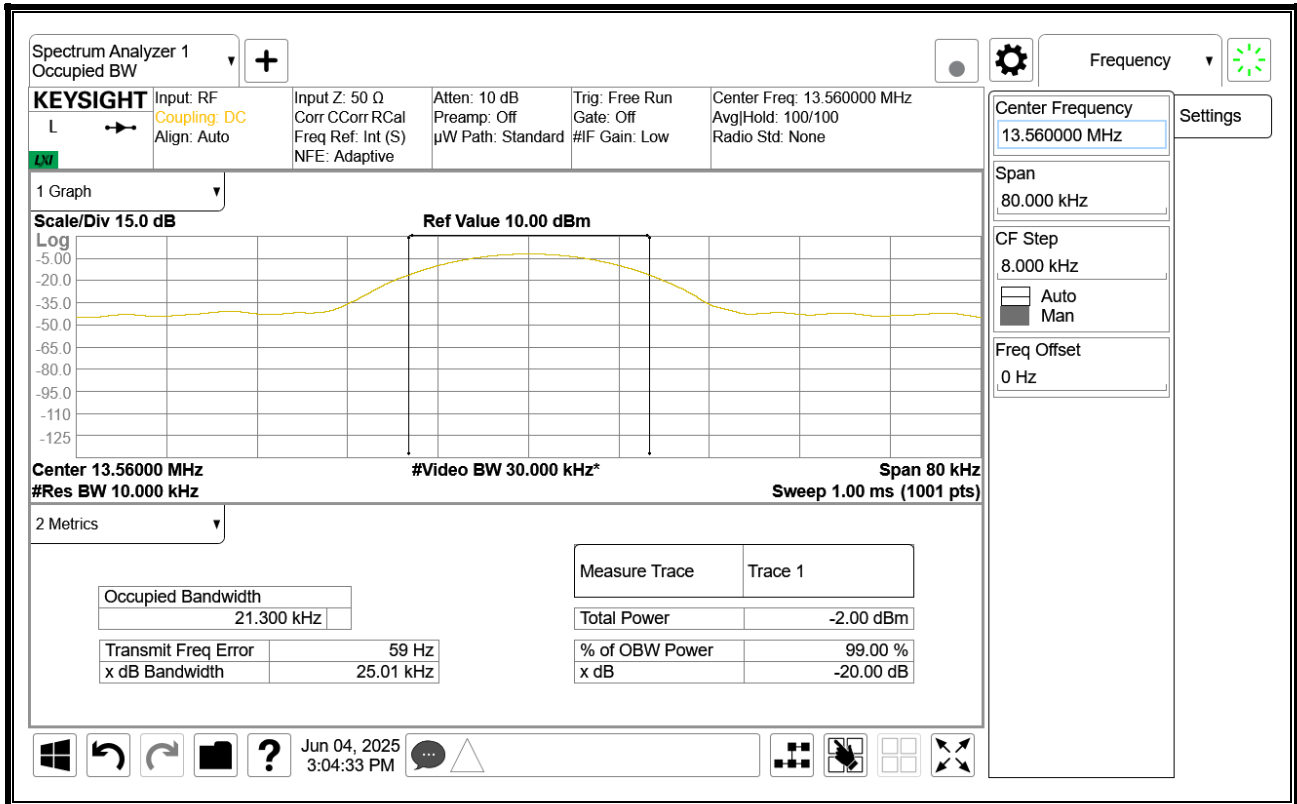 Spectrum Analyzer 1
Occupied BW
Frequency
KEYSIGHT
L
LXI
Input: RF
Coupling: DC
Align: Auto
Input Z: 50 Ω
Corr CCorr RCal
Freq Ref: Int (S)
NFE: Adaptive
Atten: 10 dB
Preamp: Off
µW Path: Standard
Trig: Free Run
Gate: Off
#IF Gain: Low
Center Freq: 13.560000 MHz
Avg|Hold: 100/100
Radio Std: None
Center Frequency
13.560000 MHz
Settings
Span
80.000 kHz
CF Step
8.000 kHz
Auto
Man
Freq Offset
0 Hz
1 Graph
Scale/Div 15.0 dB
Ref Value 10.00 dBm
Log
-5.00
-20.0
-35.0
-50.0
-65.0
-80.0
-95.0
-110
-125
Center 13.56000 MHz
#Video BW 30.000 kHz*
Span 80 kHz
#Res BW 10.000 kHz
Sweep 1.00 ms (1001 pts)
2 Metrics
Measure Trace
Trace 1
Occupied Bandwidth
21.300 kHz
Total Power
-2.00 dBm
Transmit Freq Error
59 Hz
% of OBW Power
99.00 %
x dB Bandwidth
25.01 kHz
x dB
-20.00 dB
?
Jun 04, 2025
3:04:33 PM